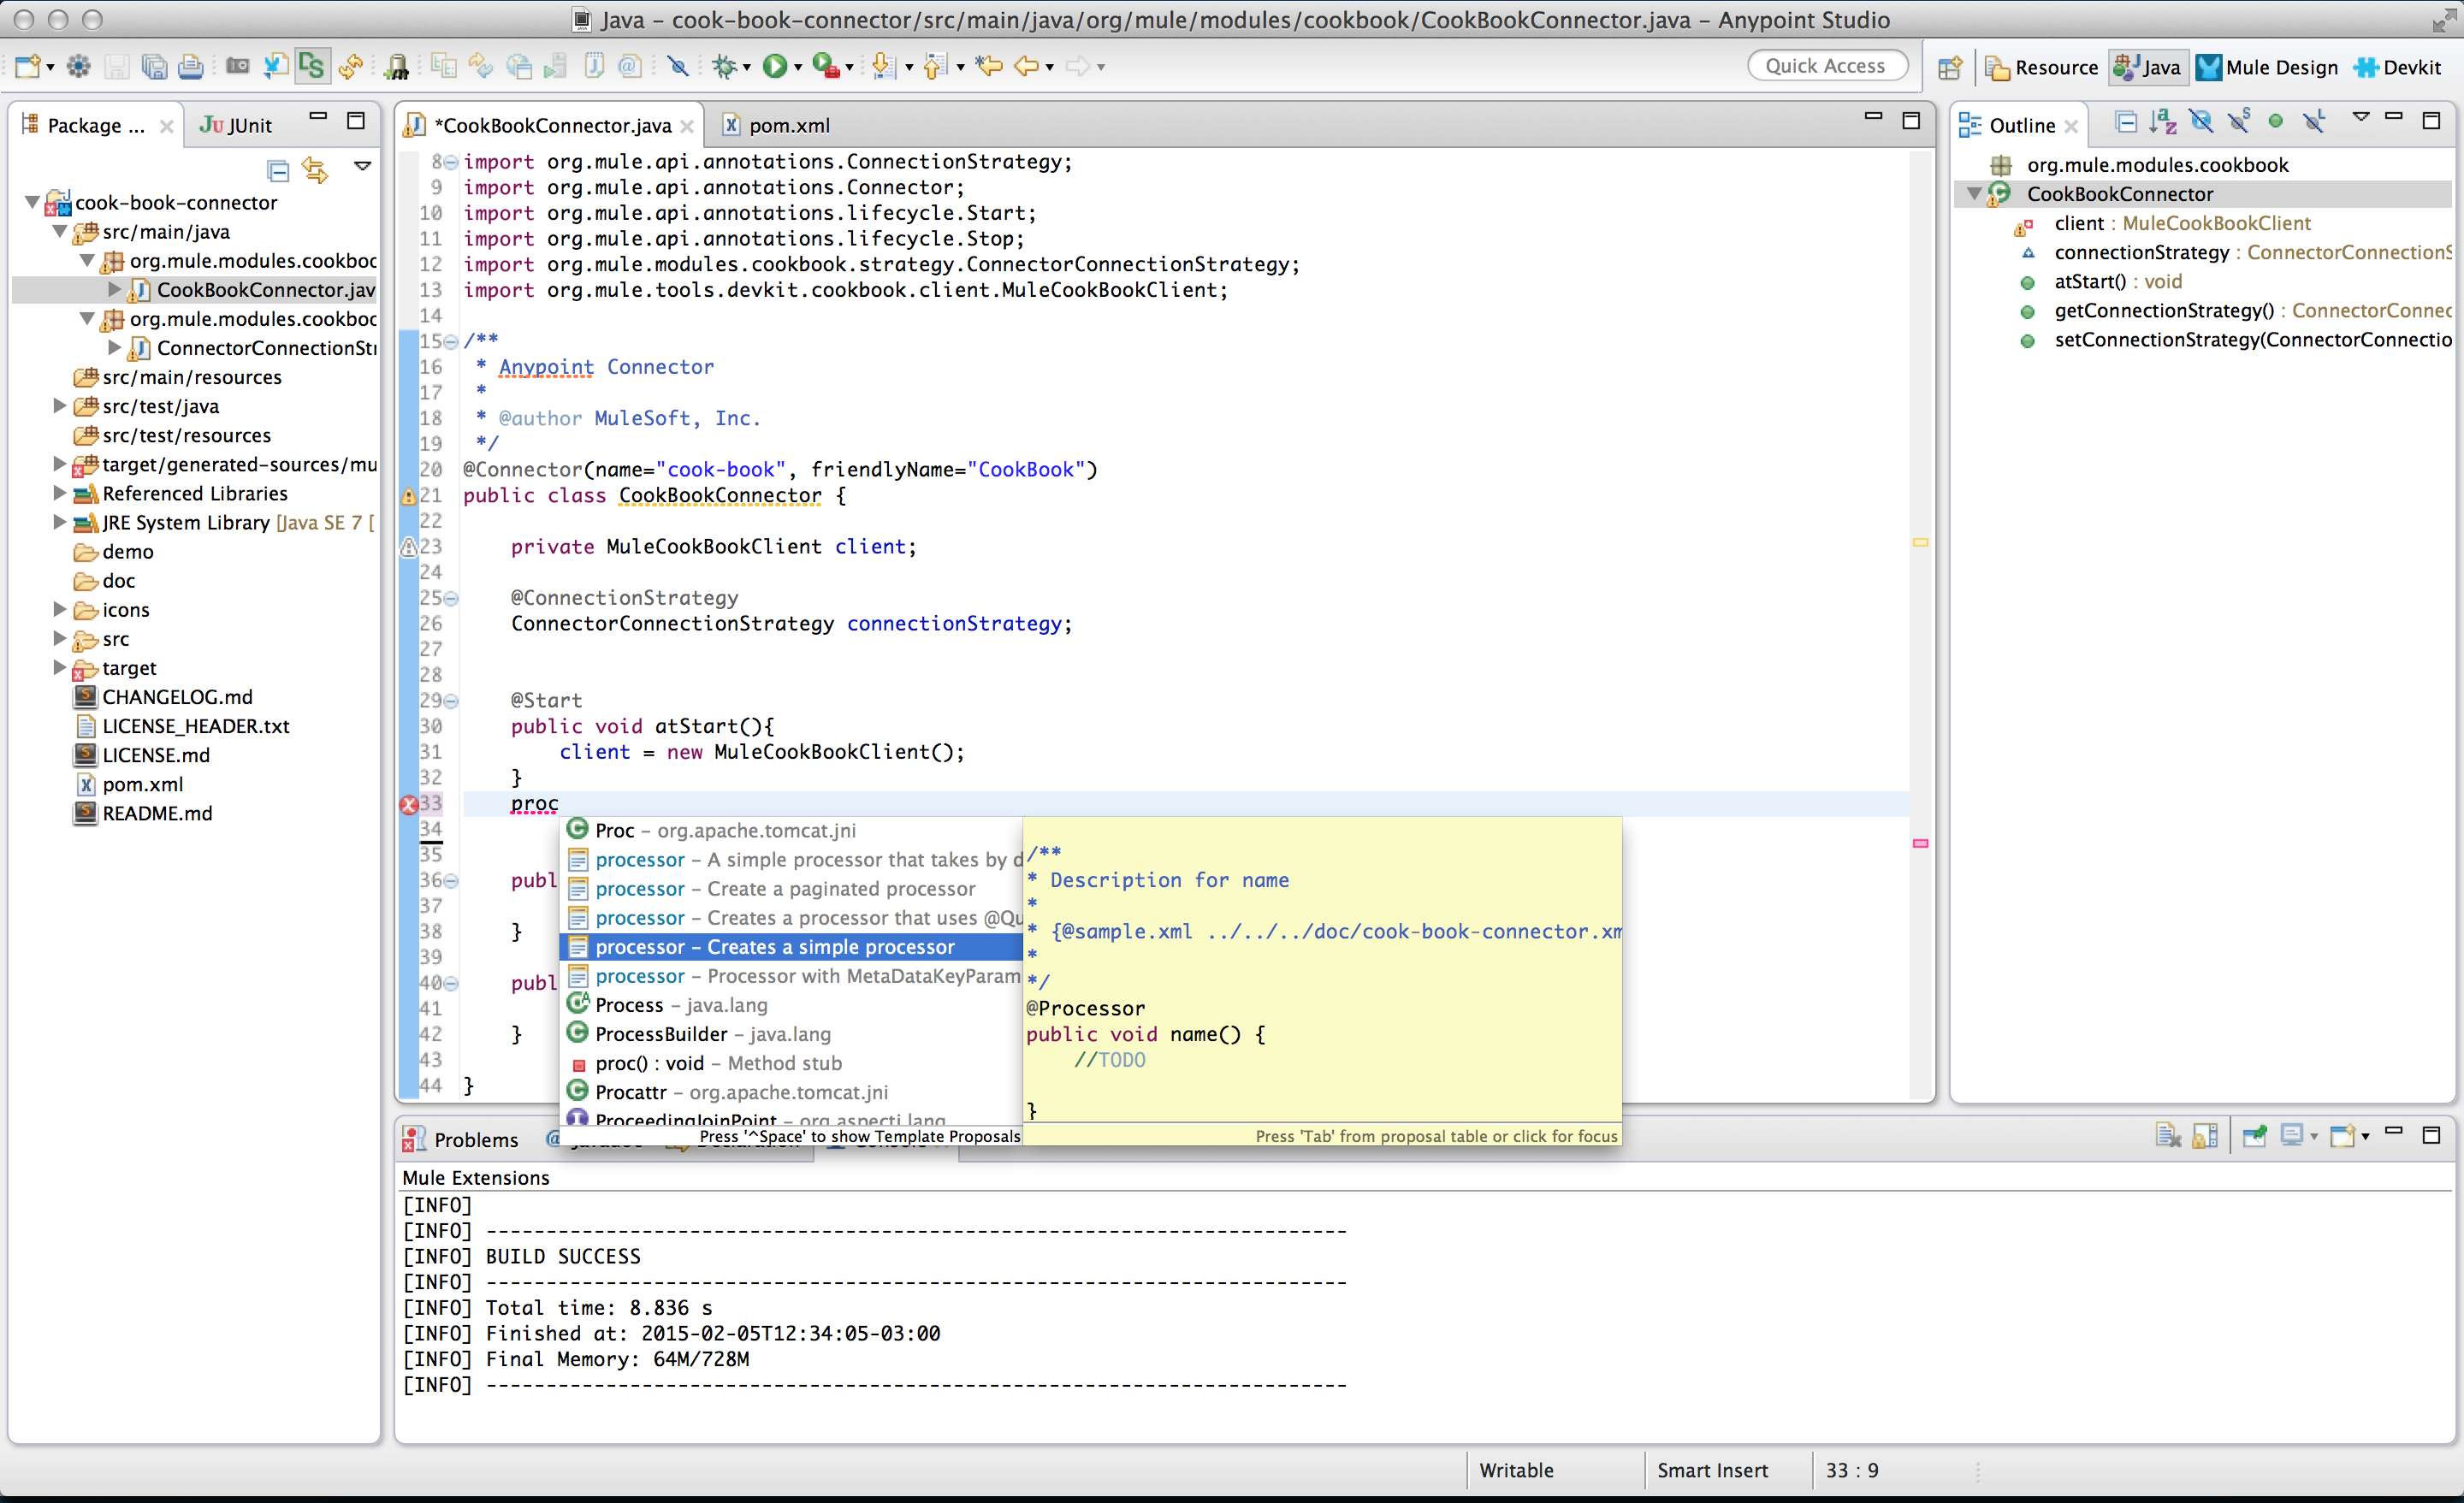 Java – cook-book-connector/src/main/java/org/mule/modules/cookbook/CookBookConnector.java – Anypoint Studio
Quick Access
Resource
Java
Mule Design
Devkit
Package ...
JUnit
cook-book-connector
src/main/java
org.mule.modules.cookboo
CookBookConnector.jav
org.mule.modules.cookboo
ConnectorConnectionStr
src/main/resources
src/test/java
src/test/resources
target/generated-sources/mu
Referenced Libraries
JRE System Library [Java SE 7 [
demo
doc
icons
src
target
CHANGELOG.md
LICENSE_HEADER.txt
LICENSE.md
pom.xml
README.md
*CookBookConnector.java
pom.xml
8 import org.mule.api.annotations.ConnectionStrategy;
9 import org.mule.api.annotations.Connector;
10 import org.mule.api.annotations.lifecycle.Start;
11 import org.mule.api.annotations.lifecycle.Stop;
12 import org.mule.modules.cookbook.strategy.ConnectorConnectionStrategy;
13 import org.mule.tools.devkit.cookbook.client.MuleCookBookClient;
14
15 /**
16 * Anypoint Connector
17 *
18 * @author MuleSoft, Inc.
19 */
20 @Connector(name="cook-book", friendlyName="CookBook")
21 public class CookBookConnector {
22
23 private MuleCookBookClient client;
24
25 @ConnectionStrategy
26 ConnectorConnectionStrategy connectionStrategy;
27
28
29 @Start
30 public void atStart(){
31 client = new MuleCookBookClient();
32 }
33 proc
34
35
36 publ
37
38 }
39
40 publ
41
42 }
43
44 }
Proc – org.apache.tomcat.jni
processor – A simple processor that takes by d
processor – Create a paginated processor
processor – Creates a processor that uses @Qu
processor – Creates a simple processor
processor – Processor with MetaDataKeyParam
Process – java.lang
ProcessBuilder – java.lang
proc() : void – Method stub
Procattr – org.apache.tomcat.jni
ProceedingJoinPoint – org.aspectj.lang
Press '^Space' to show Template Proposals
/**
* Description for name
*
* {@sample.xml ../../../doc/cook-book-connector.xm
*
*/
@Processor
public void name() {
//TODO
}
Press 'Tab' from proposal table or click for focus
Outline
org.mule.modules.cookbook
CookBookConnector
client : MuleCookBookClient
connectionStrategy : ConnectorConnectionS
atStart() : void
getConnectionStrategy() : ConnectorConnec
setConnectionStrategy(ConnectorConnectio
Problems
Mule Extensions
[INFO]
[INFO] ------------------------------------------------------------------------
[INFO] BUILD SUCCESS
[INFO] ------------------------------------------------------------------------
[INFO] Total time: 8.836 s
[INFO] Finished at: 2015-02-05T12:34:05-03:00
[INFO] Final Memory: 64M/728M
[INFO] ------------------------------------------------------------------------
Writable
Smart Insert
33 : 9